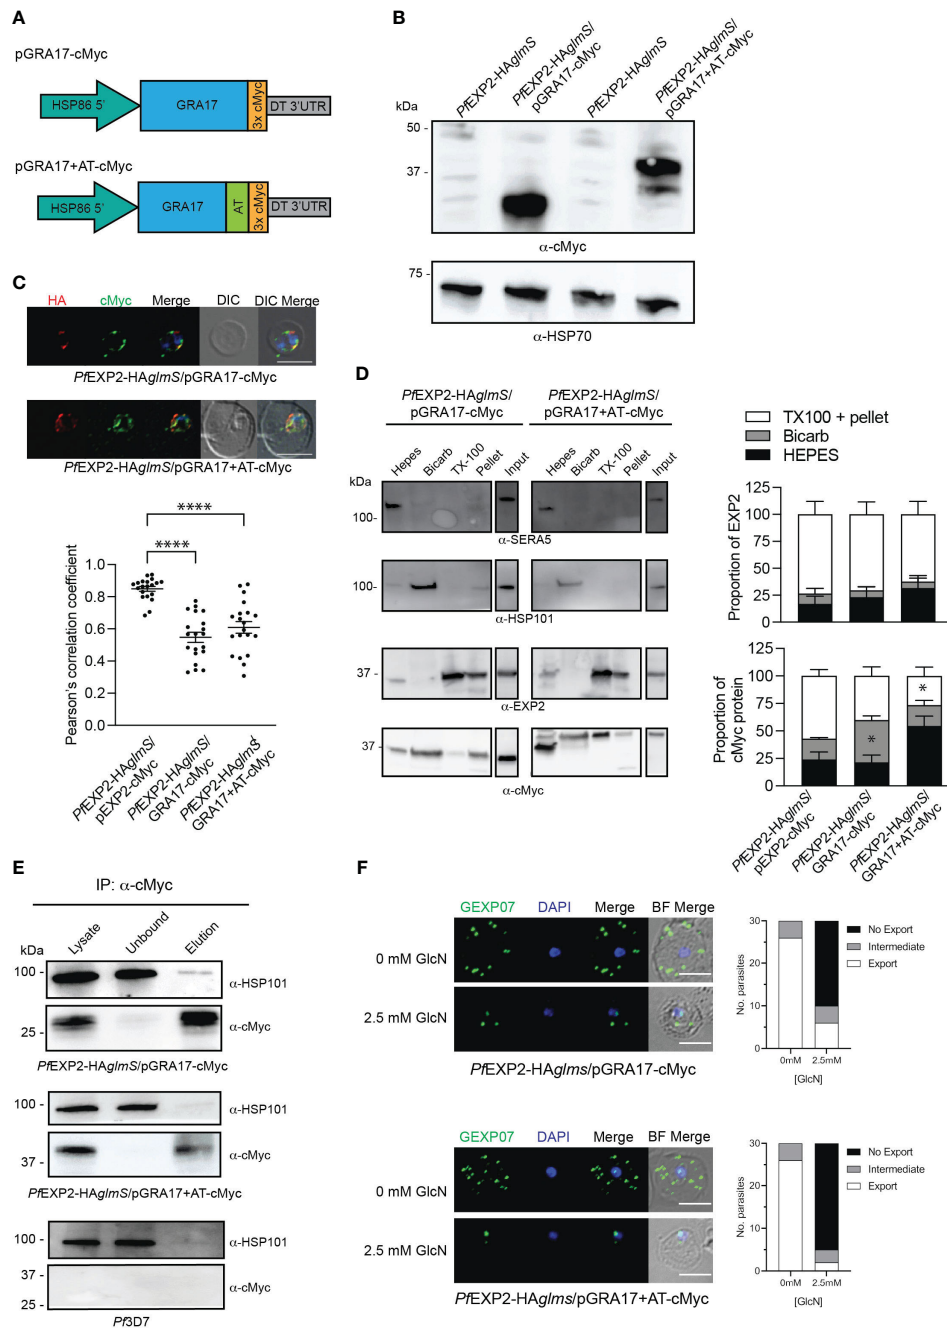 A
pGRA17-cMyc
HSP86 5'
GRA17
3x cMyc
DT 3'UTR
pGRA17+AT-cMyc
HSP86 5'
GRA17
AT
3x cMyc
DT 3'UTR
B
PfEXP2-HAglmS
PfEXP2-HAglmS/
pGRA17-cMyc
PfEXP2-HAglmS
PfEXP2-HAglmS/
pGRA17+AT-cMyc
kDa
50 -
37 -
α-cMyc
75 -
α-HSP70
C
HA cMyc Merge DIC DIC Merge
PfEXP2-HAglmS/pGRA17-cMyc
PfEXP2-HAglmS/pGRA17+AT-cMyc
****
****
Pearson's correlation coefficient
1.0
0.8
0.6
0.4
0.2
0.0
PfEXP2-HAglmS/
pEXP2-cMyc
PfEXP2-HAglmS/
GRA17-cMyc
PfEXP2-HAglmS
GRA17+AT-cMyc
D
PfEXP2-HAglmS/
pGRA17-cMyc
PfEXP2-HAglmS/
pGRA17+AT-cMyc
Hepes Bicarb TX-100 Pellet Input
Hepes Bicarb TX-100 Pellet Input
kDa
100-
α-SERA5
100-
α-HSP101
37 -
α-EXP2
37
α-cMyc
TX100 + pellet
Bicarb
HEPES
Proportion of EXP2
125
100
75
50
25
0
Proportion of
cMyc protein
125
100
75
50
25
0
*
*
PfEXP2-HAglmS/
pEXP2-cMyc
PfEXP2-HAglmS/
GRA17-cMyc
PfEXP2-HAglmS/
GRA17+AT-cMyc
E
IP: α-cMyc
Lysate Unbound Elution
kDa
100 -
α-HSP101
25 -
α-cMyc
PfEXP2-HAglmS/pGRA17-cMyc
100 -
α-HSP101
37 -
α-cMyc
PfEXP2-HAglmS/pGRA17+AT-cMyc
100 -
α-HSP101
37 -
α-cMyc
25 -
Pf3D7
F
GEXP07 DAPI Merge BF Merge
0 mM GlcN
2.5 mM GlcN
PfEXP2-HAglms/pGRA17-cMyc
No. parasites
30
20
10
0
0mM 2.5mM
[GlcN]
No Export
Intermediate
Export
GEXP07 DAPI Merge BF Merge
0 mM GlcN
2.5 mM GlcN
PfEXP2-HAglms/pGRA17+AT-cMyc
No. parasites
30
20
10
0
0mM 2.5mM
[GlcN]
No Export
Intermediate
Export